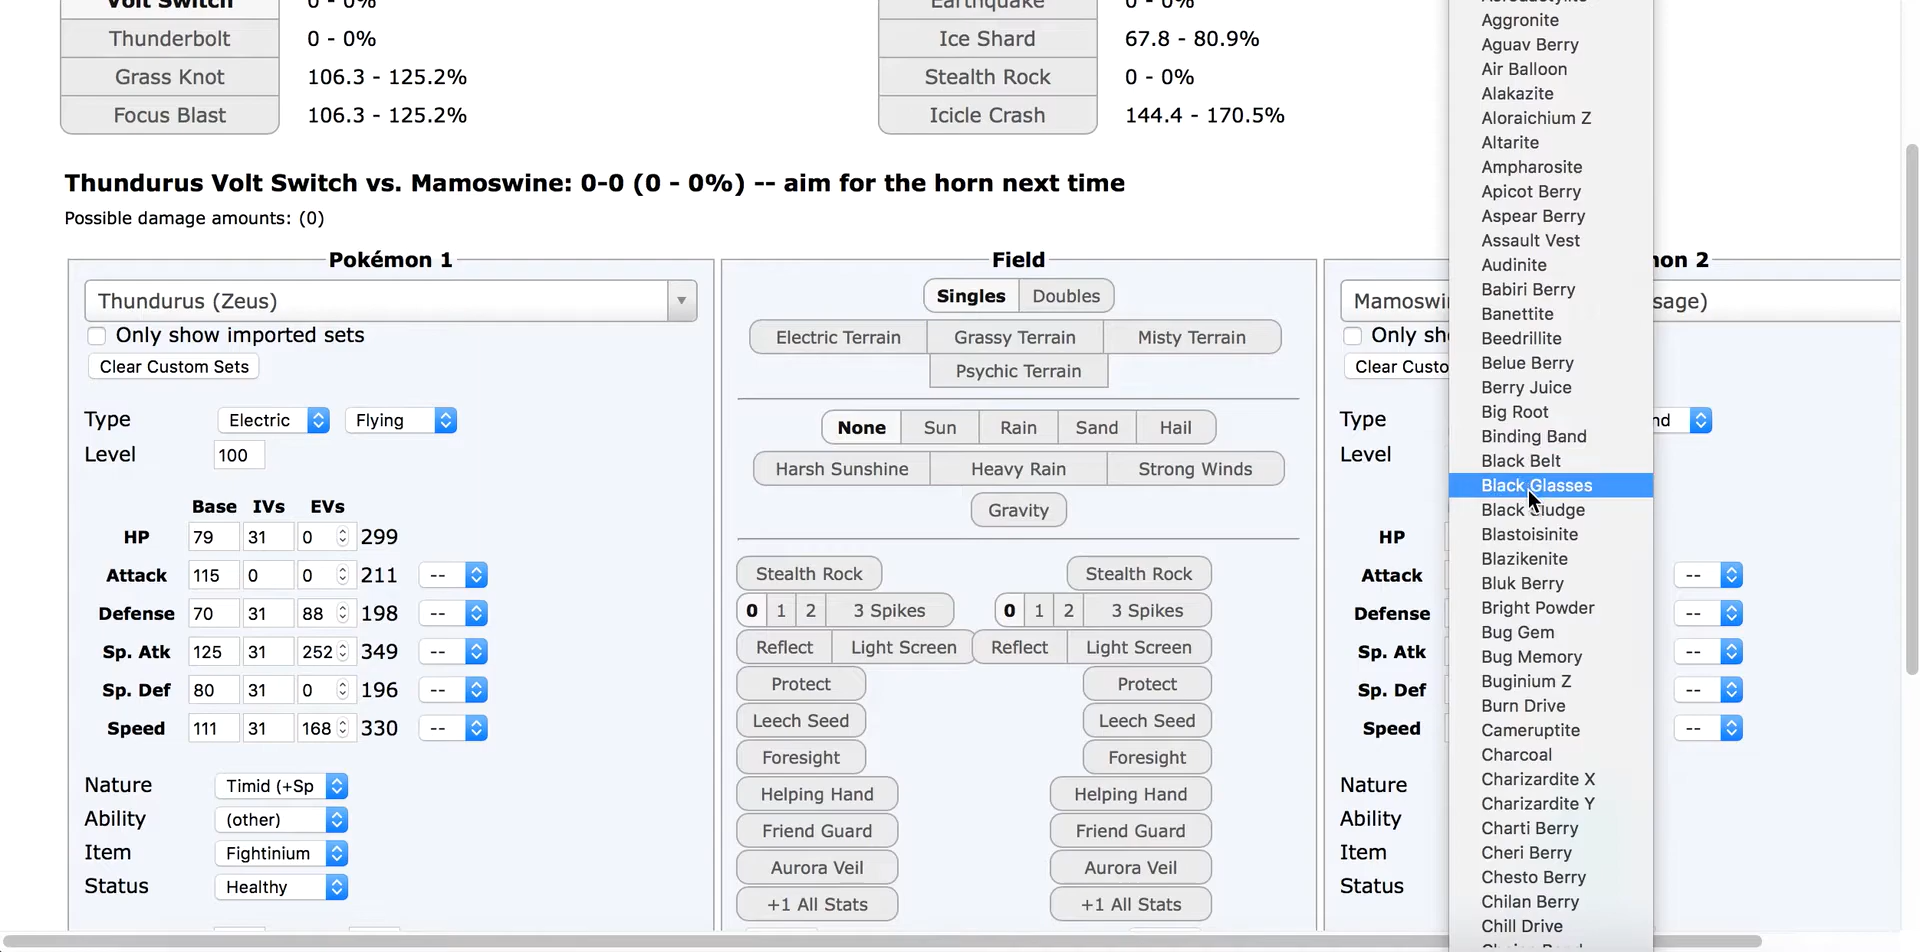 Volt Switch 0 - 0%
Thunderbolt 0 - 0%
Grass Knot 106.3 - 125.2%
Focus Blast 106.3 - 125.2%
Earthquake 0 - 0%
Ice Shard 67.8 - 80.9%
Stealth Rock 0 - 0%
Icicle Crash 144.4 - 170.5%
Thundurus Volt Switch vs. Mamoswine: 0-0 (0 - 0%) -- aim for the horn next time
Possible damage amounts: (0)
Pokémon 1
Thundurus (Zeus)
Only show imported sets
Clear Custom Sets
Type Electric Flying
Level 100
Base IVs EVs
HP 79 31 0 299
Attack 115 0 0 211 --
Defense 70 31 88 198 --
Sp. Atk 125 31 252 349 --
Sp. Def 80 31 0 196 --
Speed 111 31 168 330 --
Nature Timid (+Sp
Ability (other)
Item Fightinium
Status Healthy
Field
Singles Doubles
Electric Terrain Grassy Terrain Misty Terrain
Psychic Terrain
None Sun Rain Sand Hail
Harsh Sunshine Heavy Rain Strong Winds
Gravity
Stealth Rock Stealth Rock
0 1 2 3 Spikes 0 1 2 3 Spikes
Reflect Light Screen Reflect Light Screen
Protect Protect
Leech Seed Leech Seed
Foresight Foresight
Helping Hand Helping Hand
Friend Guard Friend Guard
Aurora Veil Aurora Veil
+1 All Stats +1 All Stats
on 2
Mamoswi sage)
Only sh
Clear Custo
Type nd
Level
HP
Attack --
Defense --
Sp. Atk --
Sp. Def --
Speed --
Nature
Ability
Item
Status
Aerodactylite
Aggronite
Aguav Berry
Air Balloon
Alakazite
Aloraichium Z
Altarite
Ampharosite
Apicot Berry
Aspear Berry
Assault Vest
Audinite
Babiri Berry
Banettite
Beedrillite
Belue Berry
Berry Juice
Big Root
Binding Band
Black Belt
Black Glasses
Black Sludge
Blastoisinite
Blazikenite
Bluk Berry
Bright Powder
Bug Gem
Bug Memory
Buginium Z
Burn Drive
Cameruptite
Charcoal
Charizardite X
Charizardite Y
Charti Berry
Cheri Berry
Chesto Berry
Chilan Berry
Chill Drive